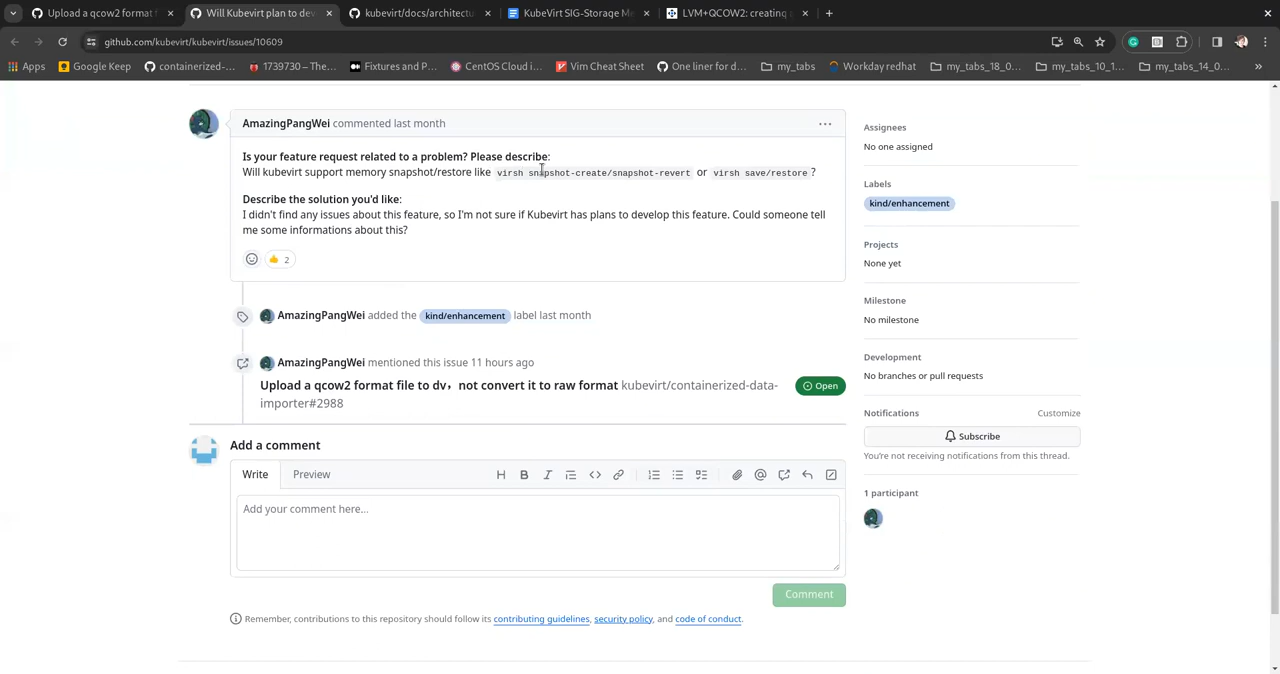 Upload a qcow2 format f
Will Kubevirt plan to dev
kubevirt/docs/architectu
KubeVirt SIG-Storage Me
LVM+QCOW2: creating
github.com/kubevirt/kubevirt/issues/10609
Apps
Google Keep
containerized-...
1739730 – The...
Fixtures and P...
CentOS Cloud i...
Vim Cheat Sheet
One liner for d...
my_tabs
Workday redhat
my_tabs_18_0...
my_tabs_10_1...
my_tabs_14_0...
AmazingPangWei commented last month
Is your feature request related to a problem? Please describe:
Will kubevirt support memory snapshot/restore like virsh snapshot-create/snapshot-revert or virsh save/restore ?
Describe the solution you'd like:
I didn't find any issues about this feature, so I'm not sure if Kubevirt has plans to develop this feature. Could someone tell
me some informations about this?
2
AmazingPangWei added the kind/enhancement label last month
AmazingPangWei mentioned this issue 11 hours ago
Upload a qcow2 format file to dv，not convert it to raw format kubevirt/containerized-data-
importer#2988
Open
Add a comment
Write Preview
Add your comment here...
Comment
Remember, contributions to this repository should follow its contributing guidelines, security policy, and code of conduct.
Assignees
No one assigned
Labels
kind/enhancement
Projects
None yet
Milestone
No milestone
Development
No branches or pull requests
Notifications Customize
Subscribe
You're not receiving notifications from this thread.
1 participant